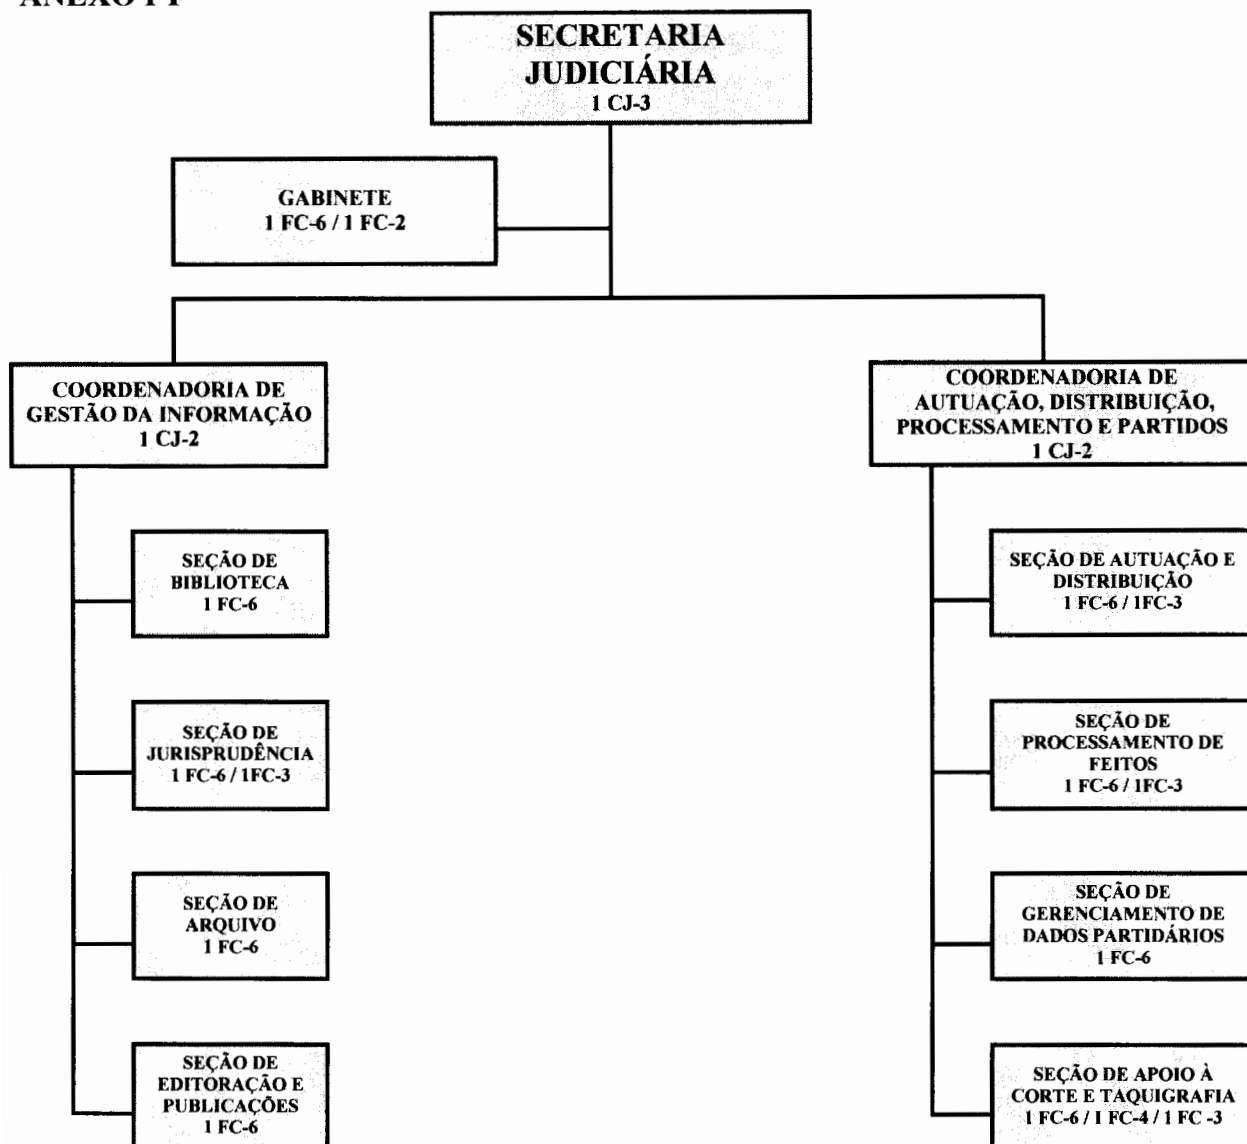 SECRETARIA
JUDICIÁRIA
1 CJ-3
GABINETE
1 FC-6 / 1 FC-2
COORDENADORIA DE
GESTÃO DA INFORMAÇÃO
1 CJ-2
SEÇÃO DE
BIBLIOTECA
1 FC-6
SEÇÃO DE
JURISPRUDÊNCIA
1 FC-6 / 1FC-3
SEÇÃO DE
ARQUIVO
1 FC-6
SEÇÃO DE
EDITORAÇÃO E
PUBLICAÇÕES
1 FC-6
COORDENADORIA DE
AUTUAÇÃO, DISTRIBUIÇÃO,
PROCESSAMENTO E PARTIDOS
1 CJ-2
SEÇÃO DE AUTUAÇÃO E
DISTRIBUIÇÃO
1 FC-6 / 1FC-3
SEÇÃO DE
PROCESSAMENTO DE
FEITOS
1 FC-6 / 1FC-3
SEÇÃO DE
GERENCIAMENTO DE
DADOS PARTIDÁRIOS
1 FC-6
SEÇÃO DE APOIO À
CORTE E TAQUIGRAFIA
1 FC-6 / 1 FC-4 / 1 FC -3